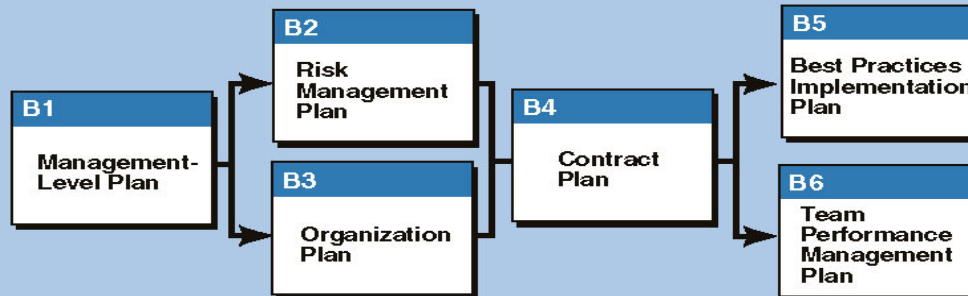 B1
Management-
Level Plan
B2
Risk
Management
Plan
B3
Organization
Plan
B4
Contract
Plan
B5
Best Practices
Implementation
Plan
B6
Team
Performance
Management
Plan